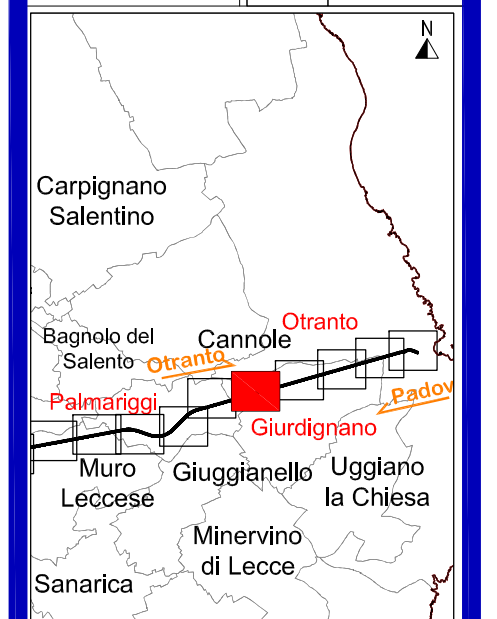 N
Carpignano
Salentino
Otranto
Bagnolo del
Salento
Cannole
Otranto
Padov
Palmariggi
Giurdignano
Muro
Leccese
Giuggianello
Uggiano
la Chiesa
Minervino
di Lecce
Sanarica